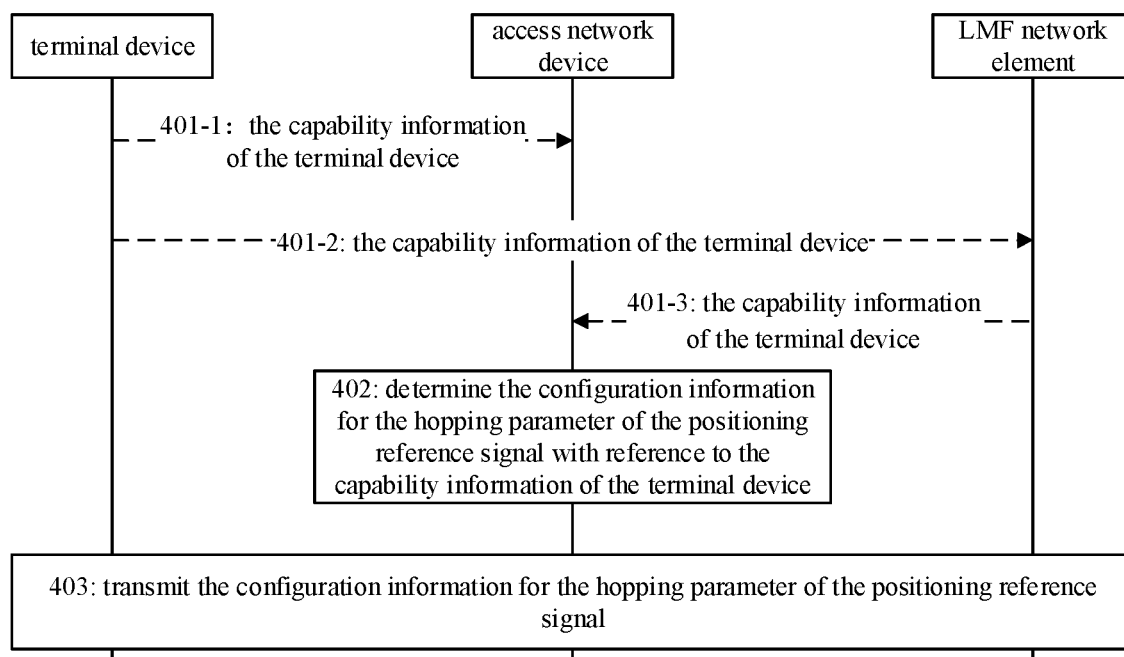 terminal device
access network
device
LMF network
element
401-1: the capability information
of the terminal device
401-2: the capability information of the terminal device
401-3: the capability information
of the terminal device
402: determine the configuration information
for the hopping parameter of the positioning
reference signal with reference to the
capability information of the terminal device
403: transmit the configuration information for the hopping parameter of the positioning reference
signal